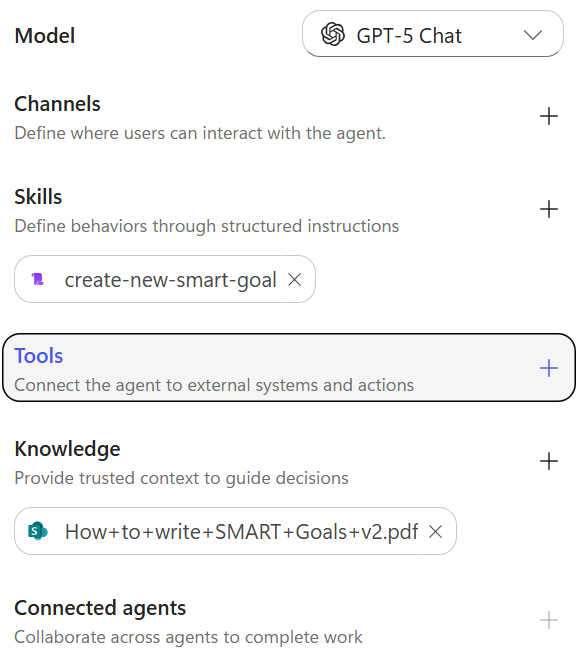 Model
GPT-5 Chat
Channels
Define where users can interact with the agent.
Skills
Define behaviors through structured instructions
create-new-smart-goal
Tools
Connect the agent to external systems and actions
Knowledge
Provide trusted context to guide decisions
How+to+write+SMART+Goals+v2.pdf
Connected agents
Collaborate across agents to complete work